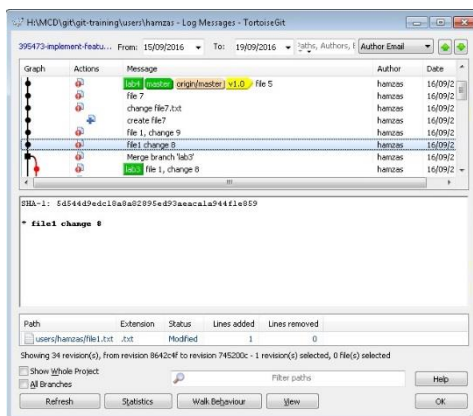 H:\MCD\git\git-training\users\hamzas - Log Messages - TortoiseGit
395473-implement-featu... From: 15/09/2016 To: 19/09/2016 Paths, Authors, Author Email
Graph Actions Message Author Date
lab4 master origin/master v1.0 file 5 hamzas 16/09/2
file 7 hamzas 16/09/2
change file7.txt hamzas 16/09/2
create file7 hamzas 16/09/2
file 1, change 9 hamzas 16/09/2
file1 change 8 hamzas 16/09/2
Merge branch 'lab3' hamzas 16/09/2
lab3 file 1, change 8 hamzas 16/09/2
SHA-1: 5d544d9edc18a8a82895ed93aeaca1a944f1e859
* file1 change 8
Path Extension Status Lines added Lines removed
users/hamzas/file1.txt .txt Modified 1 0
Showing 34 revision(s), from revision 8642c4f to revision 745200c - 1 revision(s) selected, 0 file(s) selected
Show Whole Project
All Branches
Filter paths
Help
Refresh Statistics Walk Behaviour View OK